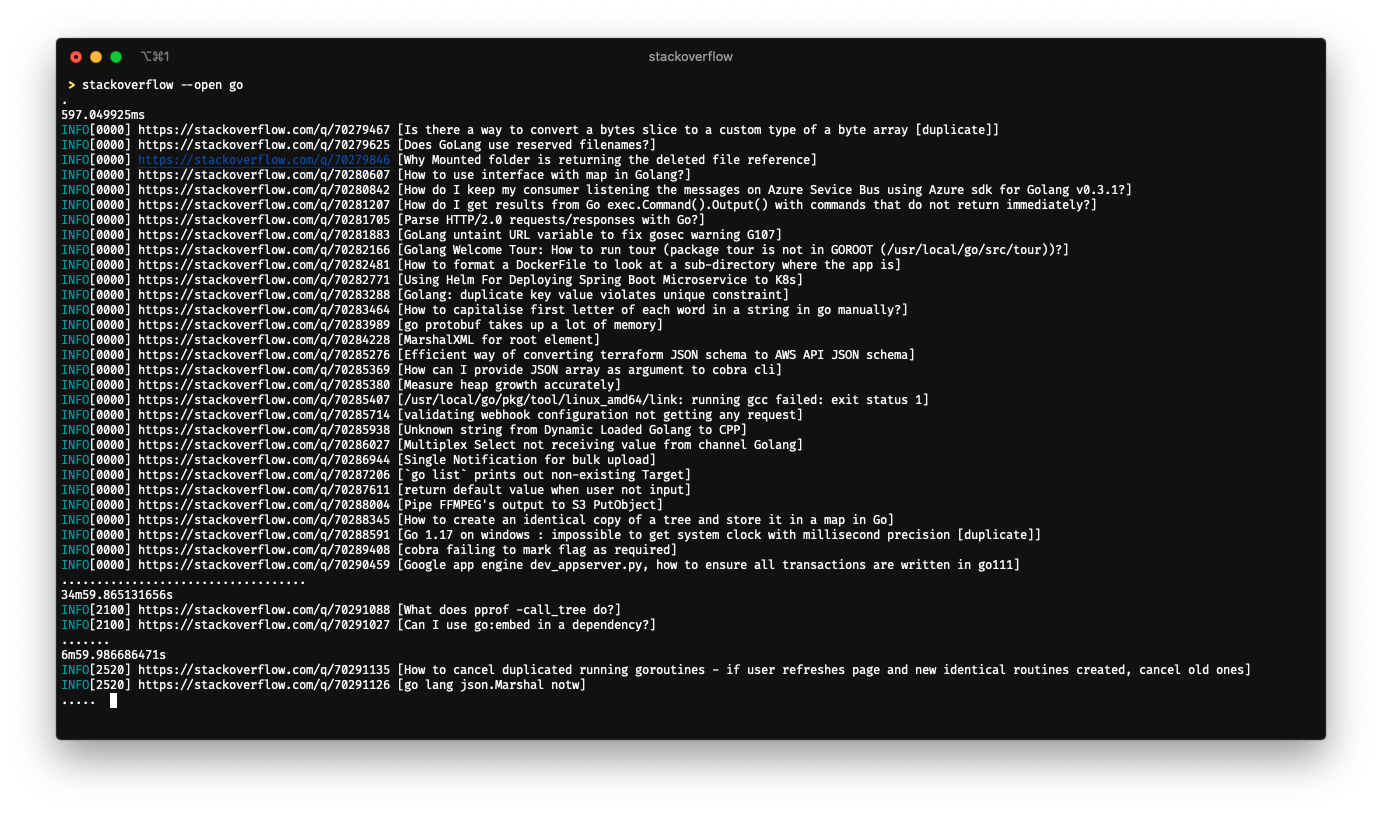 ⌥⌘1 stackoverflow
> stackoverflow --open go
.
597.049925ms
INFO[0000] https://stackoverflow.com/q/70279467 [Is there a way to convert a bytes slice to a custom type of a byte array [duplicate]]
INFO[0000] https://stackoverflow.com/q/70279625 [Does GoLang use reserved filenames?]
INFO[0000] https://stackoverflow.com/q/70279846 [Why Mounted folder is returning the deleted file reference]
INFO[0000] https://stackoverflow.com/q/70280607 [How to use interface with map in Golang?]
INFO[0000] https://stackoverflow.com/q/70280842 [How do I keep my consumer listening the messages on Azure Sevice Bus using Azure sdk for Golang v0.3.1?]
INFO[0000] https://stackoverflow.com/q/70281207 [How do I get results from Go exec.Command().Output() with commands that do not return immediately?]
INFO[0000] https://stackoverflow.com/q/70281705 [Parse HTTP/2.0 requests/responses with Go?]
INFO[0000] https://stackoverflow.com/q/70281883 [GoLang untaint URL variable to fix gosec warning G107]
INFO[0000] https://stackoverflow.com/q/70282166 [Golang Welcome Tour: How to run tour (package tour is not in GOROOT (/usr/local/go/src/tour))?]
INFO[0000] https://stackoverflow.com/q/70282481 [How to format a DockerFile to look at a sub-directory where the app is]
INFO[0000] https://stackoverflow.com/q/70282771 [Using Helm For Deploying Spring Boot Microservice to K8s]
INFO[0000] https://stackoverflow.com/q/70283288 [Golang: duplicate key value violates unique constraint]
INFO[0000] https://stackoverflow.com/q/70283464 [How to capitalise first letter of each word in a string in go manually?]
INFO[0000] https://stackoverflow.com/q/70283989 [go protobuf takes up a lot of memory]
INFO[0000] https://stackoverflow.com/q/70284228 [MarshalXML for root element]
INFO[0000] https://stackoverflow.com/q/70285276 [Efficient way of converting terraform JSON schema to AWS API JSON schema]
INFO[0000] https://stackoverflow.com/q/70285369 [How can I provide JSON array as argument to cobra cli]
INFO[0000] https://stackoverflow.com/q/70285380 [Measure heap growth accurately]
INFO[0000] https://stackoverflow.com/q/70285407 [/usr/local/go/pkg/tool/linux_amd64/link: running gcc failed: exit status 1]
INFO[0000] https://stackoverflow.com/q/70285714 [validating webhook configuration not getting any request]
INFO[0000] https://stackoverflow.com/q/70285938 [Unknown string from Dynamic Loaded Golang to CPP]
INFO[0000] https://stackoverflow.com/q/70286027 [Multiplex Select not receiving value from channel Golang]
INFO[0000] https://stackoverflow.com/q/70286944 [Single Notification for bulk upload]
INFO[0000] https://stackoverflow.com/q/70287206 [`go list` prints out non-existing Target]
INFO[0000] https://stackoverflow.com/q/70287611 [return default value when user not input]
INFO[0000] https://stackoverflow.com/q/70288004 [Pipe FFMPEG's output to S3 PutObject]
INFO[0000] https://stackoverflow.com/q/70288345 [How to create an identical copy of a tree and store it in a map in Go]
INFO[0000] https://stackoverflow.com/q/70288591 [Go 1.17 on windows : impossible to get system clock with millisecond precision [duplicate]]
INFO[0000] https://stackoverflow.com/q/70289408 [cobra failing to mark flag as required]
INFO[0000] https://stackoverflow.com/q/70290459 [Google app engine dev_appserver.py, how to ensure all transactions are written in go111]
...................................
34m59.865131656s
INFO[2100] https://stackoverflow.com/q/70291088 [What does pprof -call_tree do?]
INFO[2100] https://stackoverflow.com/q/70291027 [Can I use go:embed in a dependency?]
.......
6m59.986686471s
INFO[2520] https://stackoverflow.com/q/70291135 [How to cancel duplicated running goroutines - if user refreshes page and new identical routines created, cancel old ones]
INFO[2520] https://stackoverflow.com/q/70291126 [go lang json.Marshal notw]
.....